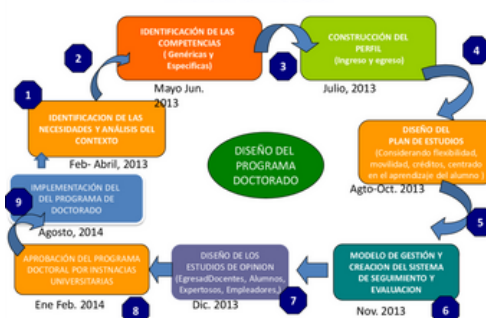 1
IDENTIFICACION DE LAS
NECESIDADES Y ANÁLISIS DEL
CONTEXTO
Feb- Abril, 2013
2
IDENTIFICACIÓN DE LAS
COMPETENCIAS
( Genéricas y
Específicas)
Mayo Jun.
2013
3
CONSTRUCCIÓN DEL
PERFIL
(Ingreso y egreso)
Julio, 2013
4
DISEÑO DEL
PLAN DE ESTUDIOS
(Considerando flexibilidad,
movilidad, créditos, centrado
en el aprendizaje del alumno )
Agto-Oct. 2013
5
DISEÑO DEL
PROGRAMA
DOCTORADO
MODELO DE GESTIÓN Y
CREACION DEL SISTEMA
DE SEGUIMIENTO Y
EVALUACION
Nov. 2013
6
DISEÑO DE LOS
ESTUDIOS DE OPINION
(EgresadDocentes, Alumnos,
Expertosos, Empleadores,)
Dic. 2013
7
APROBACIÓN DEL PROGRAMA
DOCTORAL POR INSTNACIAS
UNIVERSITARIAS
Ene Feb. 2014
8
9
IMPLEMENTACIÓN DEL
DEL PROGRAMA DE
DOCTORADO
Agosto, 2014